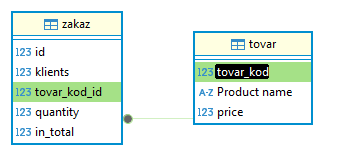 zakaz
123 id
123 klients
123 tovar_kod_id
123 quantity
123 in_total
tovar
123 tovar_kod
A-Z Product name
123 price